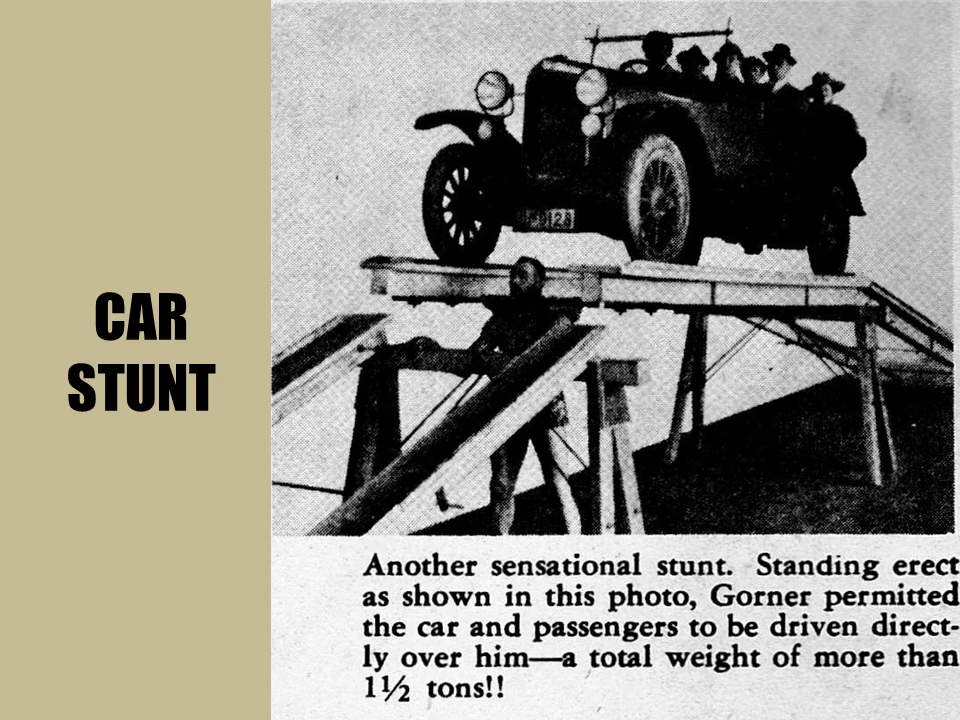 CAR
STUNT
Another sensational stunt. Standing erect
as shown in this photo, Gorner permitted
the car and passengers to be driven direct-
ly over him—a total weight of more than
1½ tons!!